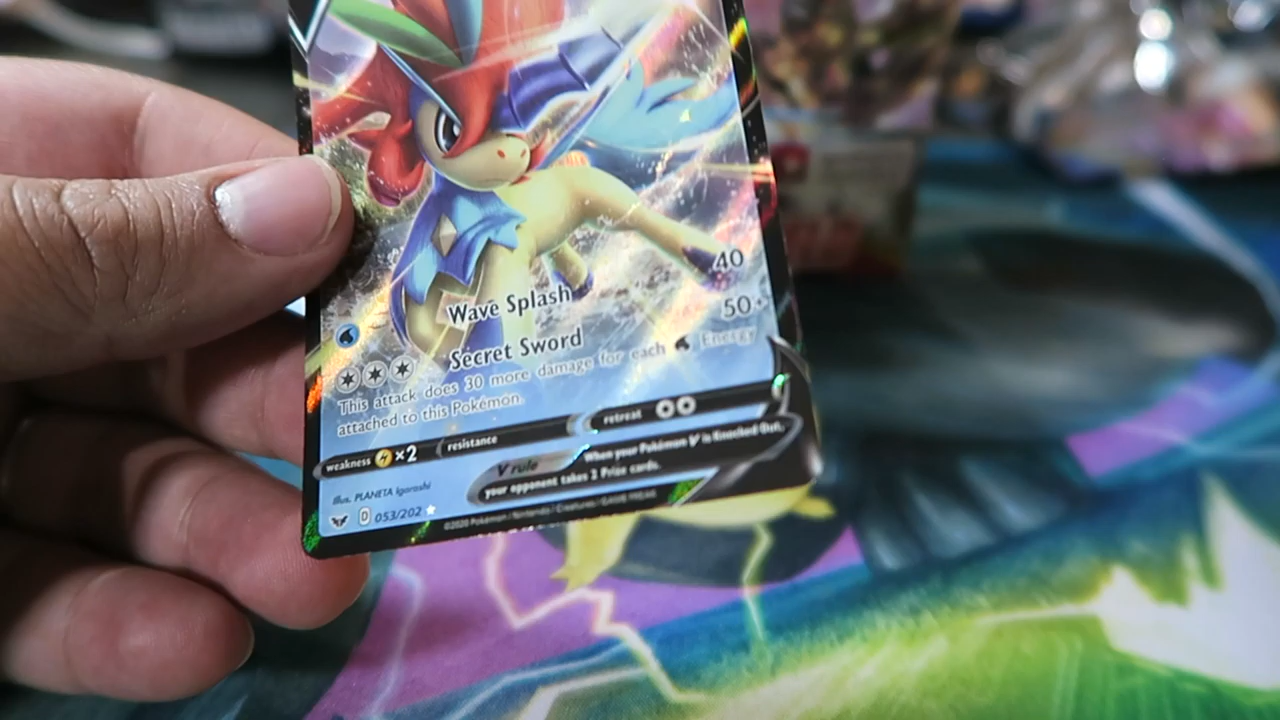 Wave Splash 40
Secret Sword 50+
This attack does 30 more damage for each Energy
attached to this Pokémon.
weakness ×2 resistance retreat
V rule When your Pokémon V is Knocked Out,
your opponent takes 2 Prize cards.
Illus. PLANETA Igarashi
D 053/202
©2020 Pokémon / Nintendo / Creatures / GAME FREAK